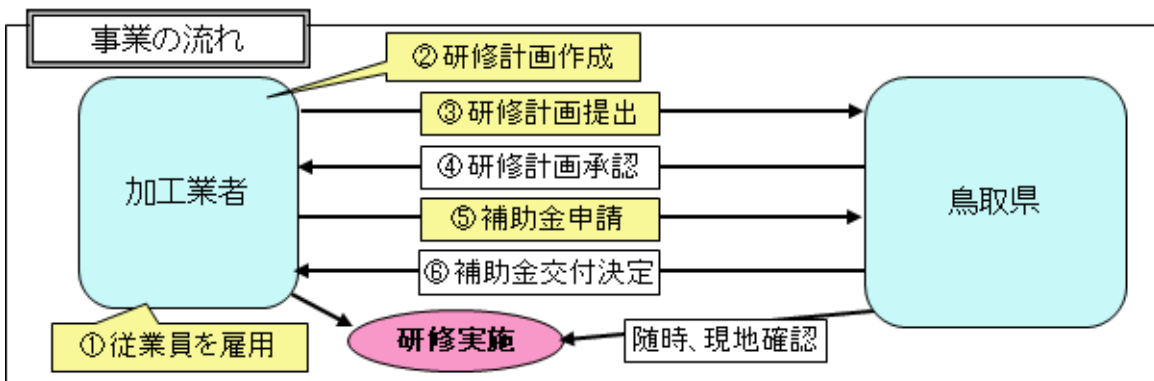 事業の流れ
②研修計画作成
③研修計画提出
④研修計画承認
加工業者
鳥取県
⑤補助金申請
⑥補助金交付決定
①従業員を雇用
研修実施
随時、現地確認